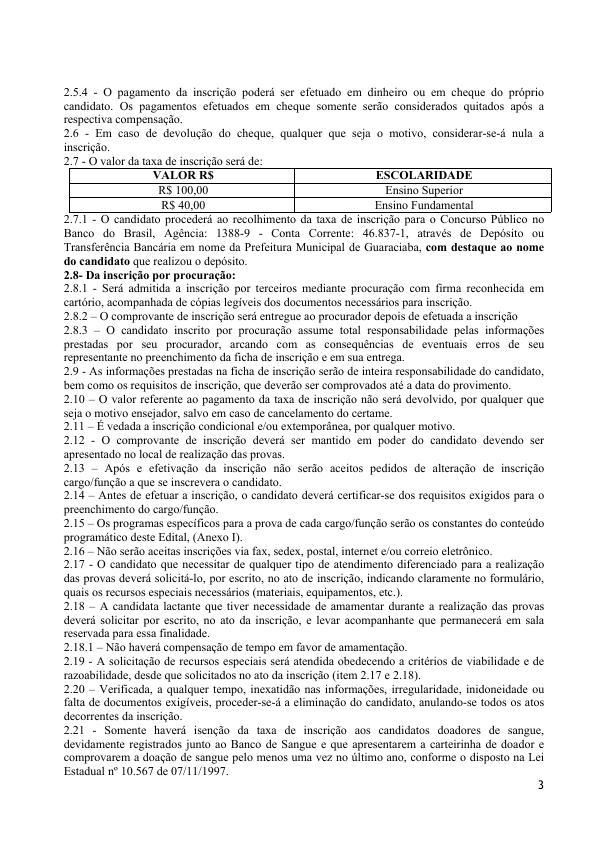 2.5.4 - O pagamento da inscrição poderá ser efetuado em dinheiro ou em cheque do próprio
candidato. Os pagamentos efetuados em cheque somente serão considerados quitados após a
respectiva compensação.
2.6 - Em caso de devolução do cheque, qualquer que seja o motivo, considerar-se-á nula a
inscrição.
2.7 - O valor da taxa de inscrição será de:
VALOR R$ ESCOLARIDADE
R$ 100,00 Ensino Superior
R$ 40,00 Ensino Fundamental
2.7.1 - O candidato procederá ao recolhimento da taxa de inscrição para o Concurso Público no
Banco do Brasil, Agência: 1388-9 - Conta Corrente: 46.837-1, através de Depósito ou
Transferência Bancária em nome da Prefeitura Municipal de Guaraciaba, com destaque ao nome
do candidato que realizou o depósito.
2.8- Da inscrição por procuração:
2.8.1 - Será admitida a inscrição por terceiros mediante procuração com firma reconhecida em
cartório, acompanhada de cópias legíveis dos documentos necessários para inscrição.
2.8.2 – O comprovante de inscrição será entregue ao procurador depois de efetuada a inscrição
2.8.3 – O candidato inscrito por procuração assume total responsabilidade pelas informações
prestadas por seu procurador, arcando com as consequências de eventuais erros de seu
representante no preenchimento da ficha de inscrição e em sua entrega.
2.9 - As informações prestadas na ficha de inscrição serão de inteira responsabilidade do candidato,
bem como os requisitos de inscrição, que deverão ser comprovados até a data do provimento.
2.10 – O valor referente ao pagamento da taxa de inscrição não será devolvido, por qualquer que
seja o motivo ensejador, salvo em caso de cancelamento do certame.
2.11 – É vedada a inscrição condicional e/ou extemporânea, por qualquer motivo.
2.12 - O comprovante de inscrição deverá ser mantido em poder do candidato devendo ser
apresentado no local de realização das provas.
2.13 – Após e efetivação da inscrição não serão aceitos pedidos de alteração de inscrição
cargo/função a que se inscrevera o candidato.
2.14 – Antes de efetuar a inscrição, o candidato deverá certificar-se dos requisitos exigidos para o
preenchimento do cargo/função.
2.15 – Os programas específicos para a prova de cada cargo/função serão os constantes do conteúdo
programático deste Edital, (Anexo I).
2.16 – Não serão aceitas inscrições via fax, sedex, postal, internet e/ou correio eletrônico.
2.17 - O candidato que necessitar de qualquer tipo de atendimento diferenciado para a realização
das provas deverá solicitá-lo, por escrito, no ato de inscrição, indicando claramente no formulário,
quais os recursos especiais necessários (materiais, equipamentos, etc.).
2.18 – A candidata lactante que tiver necessidade de amamentar durante a realização das provas
deverá solicitar por escrito, no ato da inscrição, e levar acompanhante que permanecerá em sala
reservada para essa finalidade.
2.18.1 – Não haverá compensação de tempo em favor de amamentação.
2.19 - A solicitação de recursos especiais será atendida obedecendo a critérios de viabilidade e de
razoabilidade, desde que solicitados no ato da inscrição (item 2.17 e 2.18).
2.20 – Verificada, a qualquer tempo, inexatidão nas informações, irregularidade, inidoneidade ou
falta de documentos exigíveis, proceder-se-á a eliminação do candidato, anulando-se todos os atos
decorrentes da inscrição.
2.21 - Somente haverá isenção da taxa de inscrição aos candidatos doadores de sangue,
devidamente registrados junto ao Banco de Sangue e que apresentarem a carteirinha de doador e
comprovarem a doação de sangue pelo menos uma vez no último ano, conforme o disposto na Lei
Estadual nº 10.567 de 07/11/1997.
3